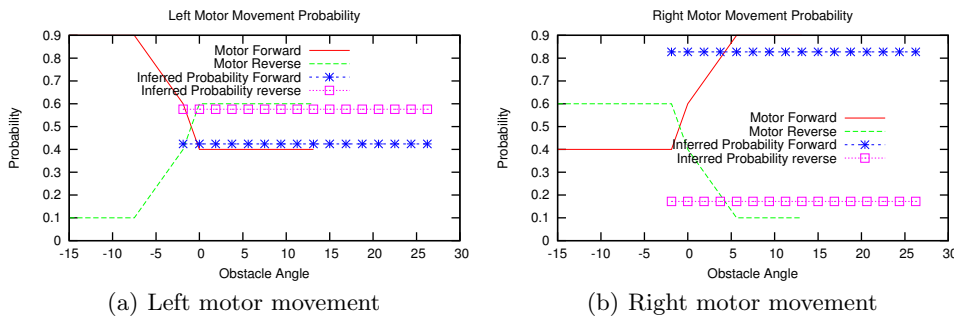 Left Motor Movement Probability
0.9
0.8
0.7
0.6
0.5
0.4
0.3
0.2
0.1
0
Probability
Motor Forward
Motor Reverse
Inferred Probability Forward
Inferred Probability reverse
-15 -10 -5 0 5 10 15 20 25 30
Obstacle Angle
(a) Left motor movement
Right Motor Movement Probability
0.9
0.8
0.7
0.6
0.5
0.4
0.3
0.2
0.1
0
Probability
Motor Forward
Motor Reverse
Inferred Probability Forward
Inferred Probability reverse
-15 -10 -5 0 5 10 15 20 25 30
Obstacle Angle
(b) Right motor movement